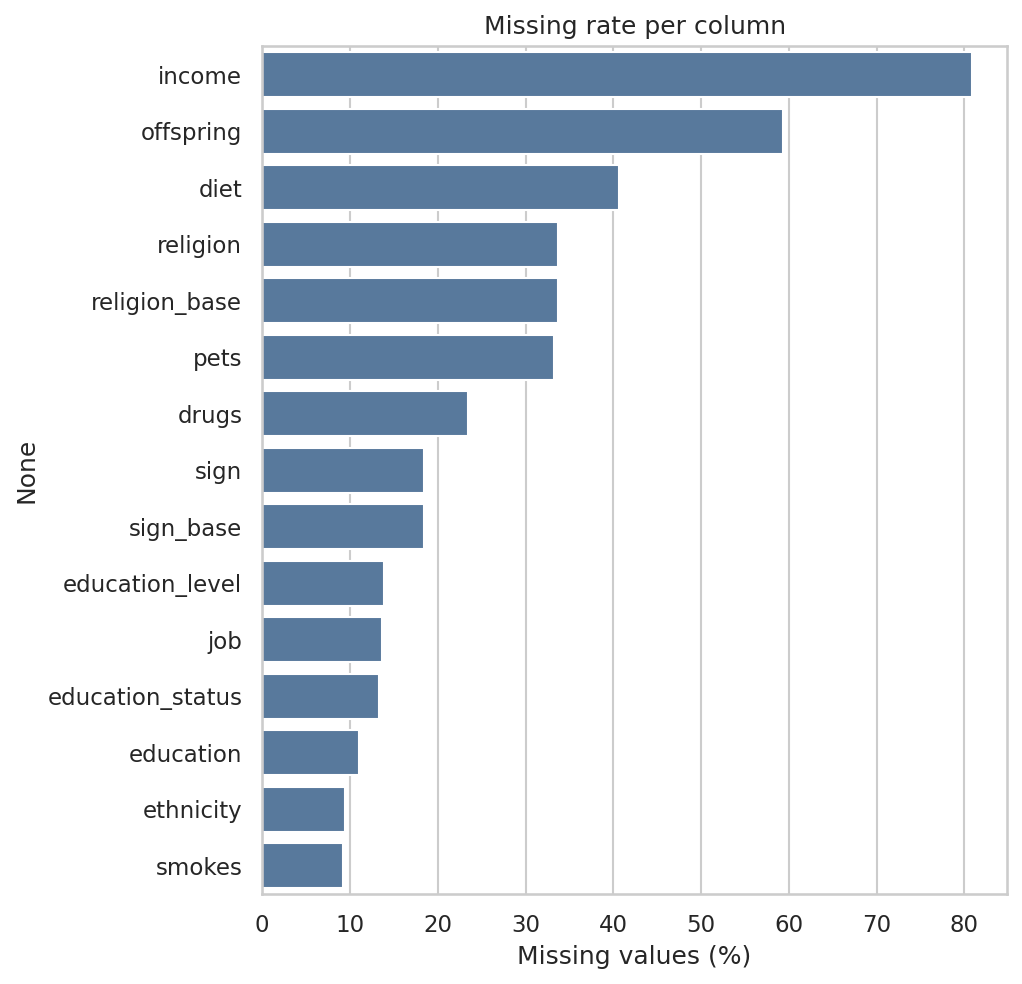 Missing rate per column
income
offspring
diet
religion
religion_base
pets
drugs
sign
sign_base
education_level
job
education_status
education
ethnicity
smokes
None
0 10 20 30 40 50 60 70 80
Missing values (%)